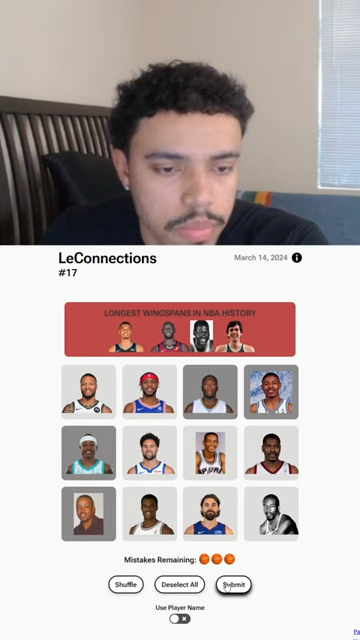 LeConnections
March 14, 2024
#17
LONGEST WINGSPANS IN NBA HISTORY
Mistakes Remaining:
Shuffle
Deselect All
Submit
Use Player Name